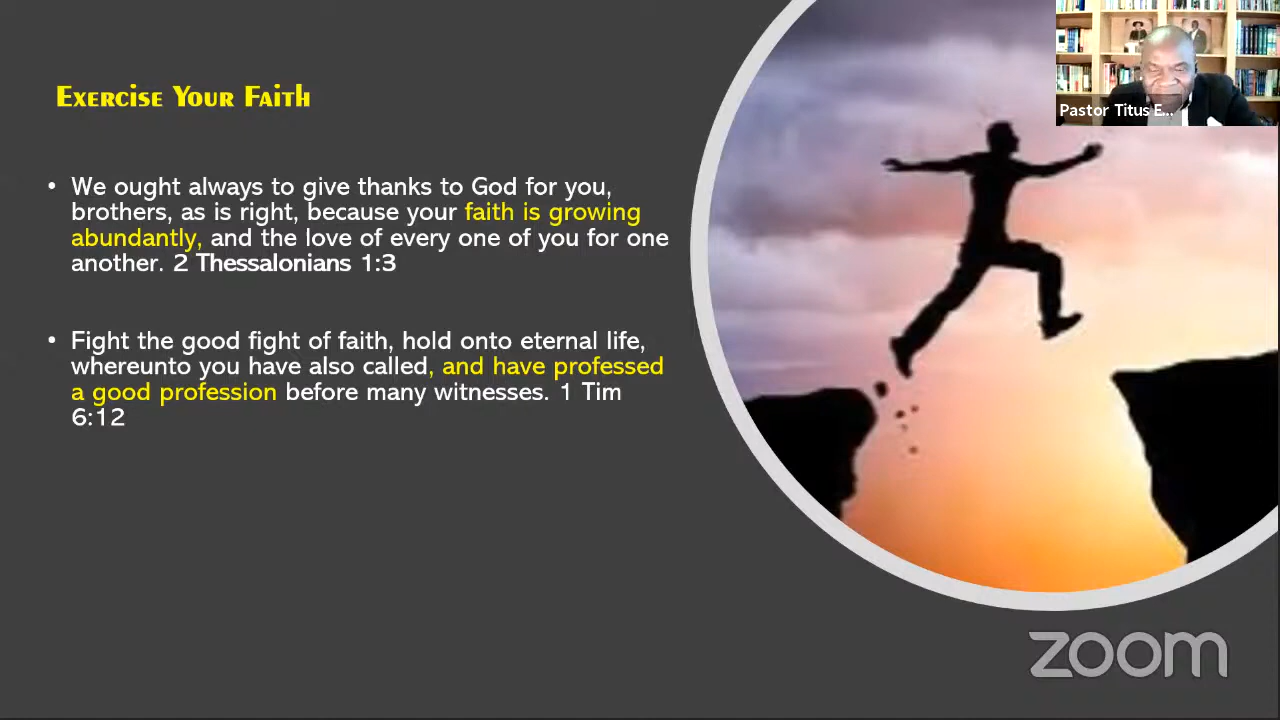 Exercise Your Faith
• We ought always to give thanks to God for you,
brothers, as is right, because your faith is growing
abundantly, and the love of every one of you for one
another. 2 Thessalonians 1:3
• Fight the good fight of faith, hold onto eternal life,
whereunto you have also called, and have professed
a good profession before many witnesses. 1 Tim
6:12
Pastor Titus E...
zoom